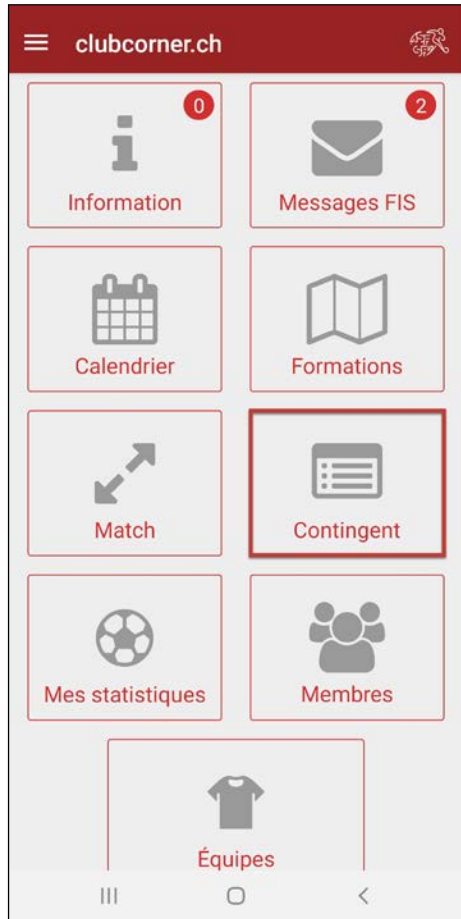 clubcorner.ch
0
2
Information
Messages FIS
Calendrier
Formations
Match
Contingent
Mes statistiques
Membres
Équipes